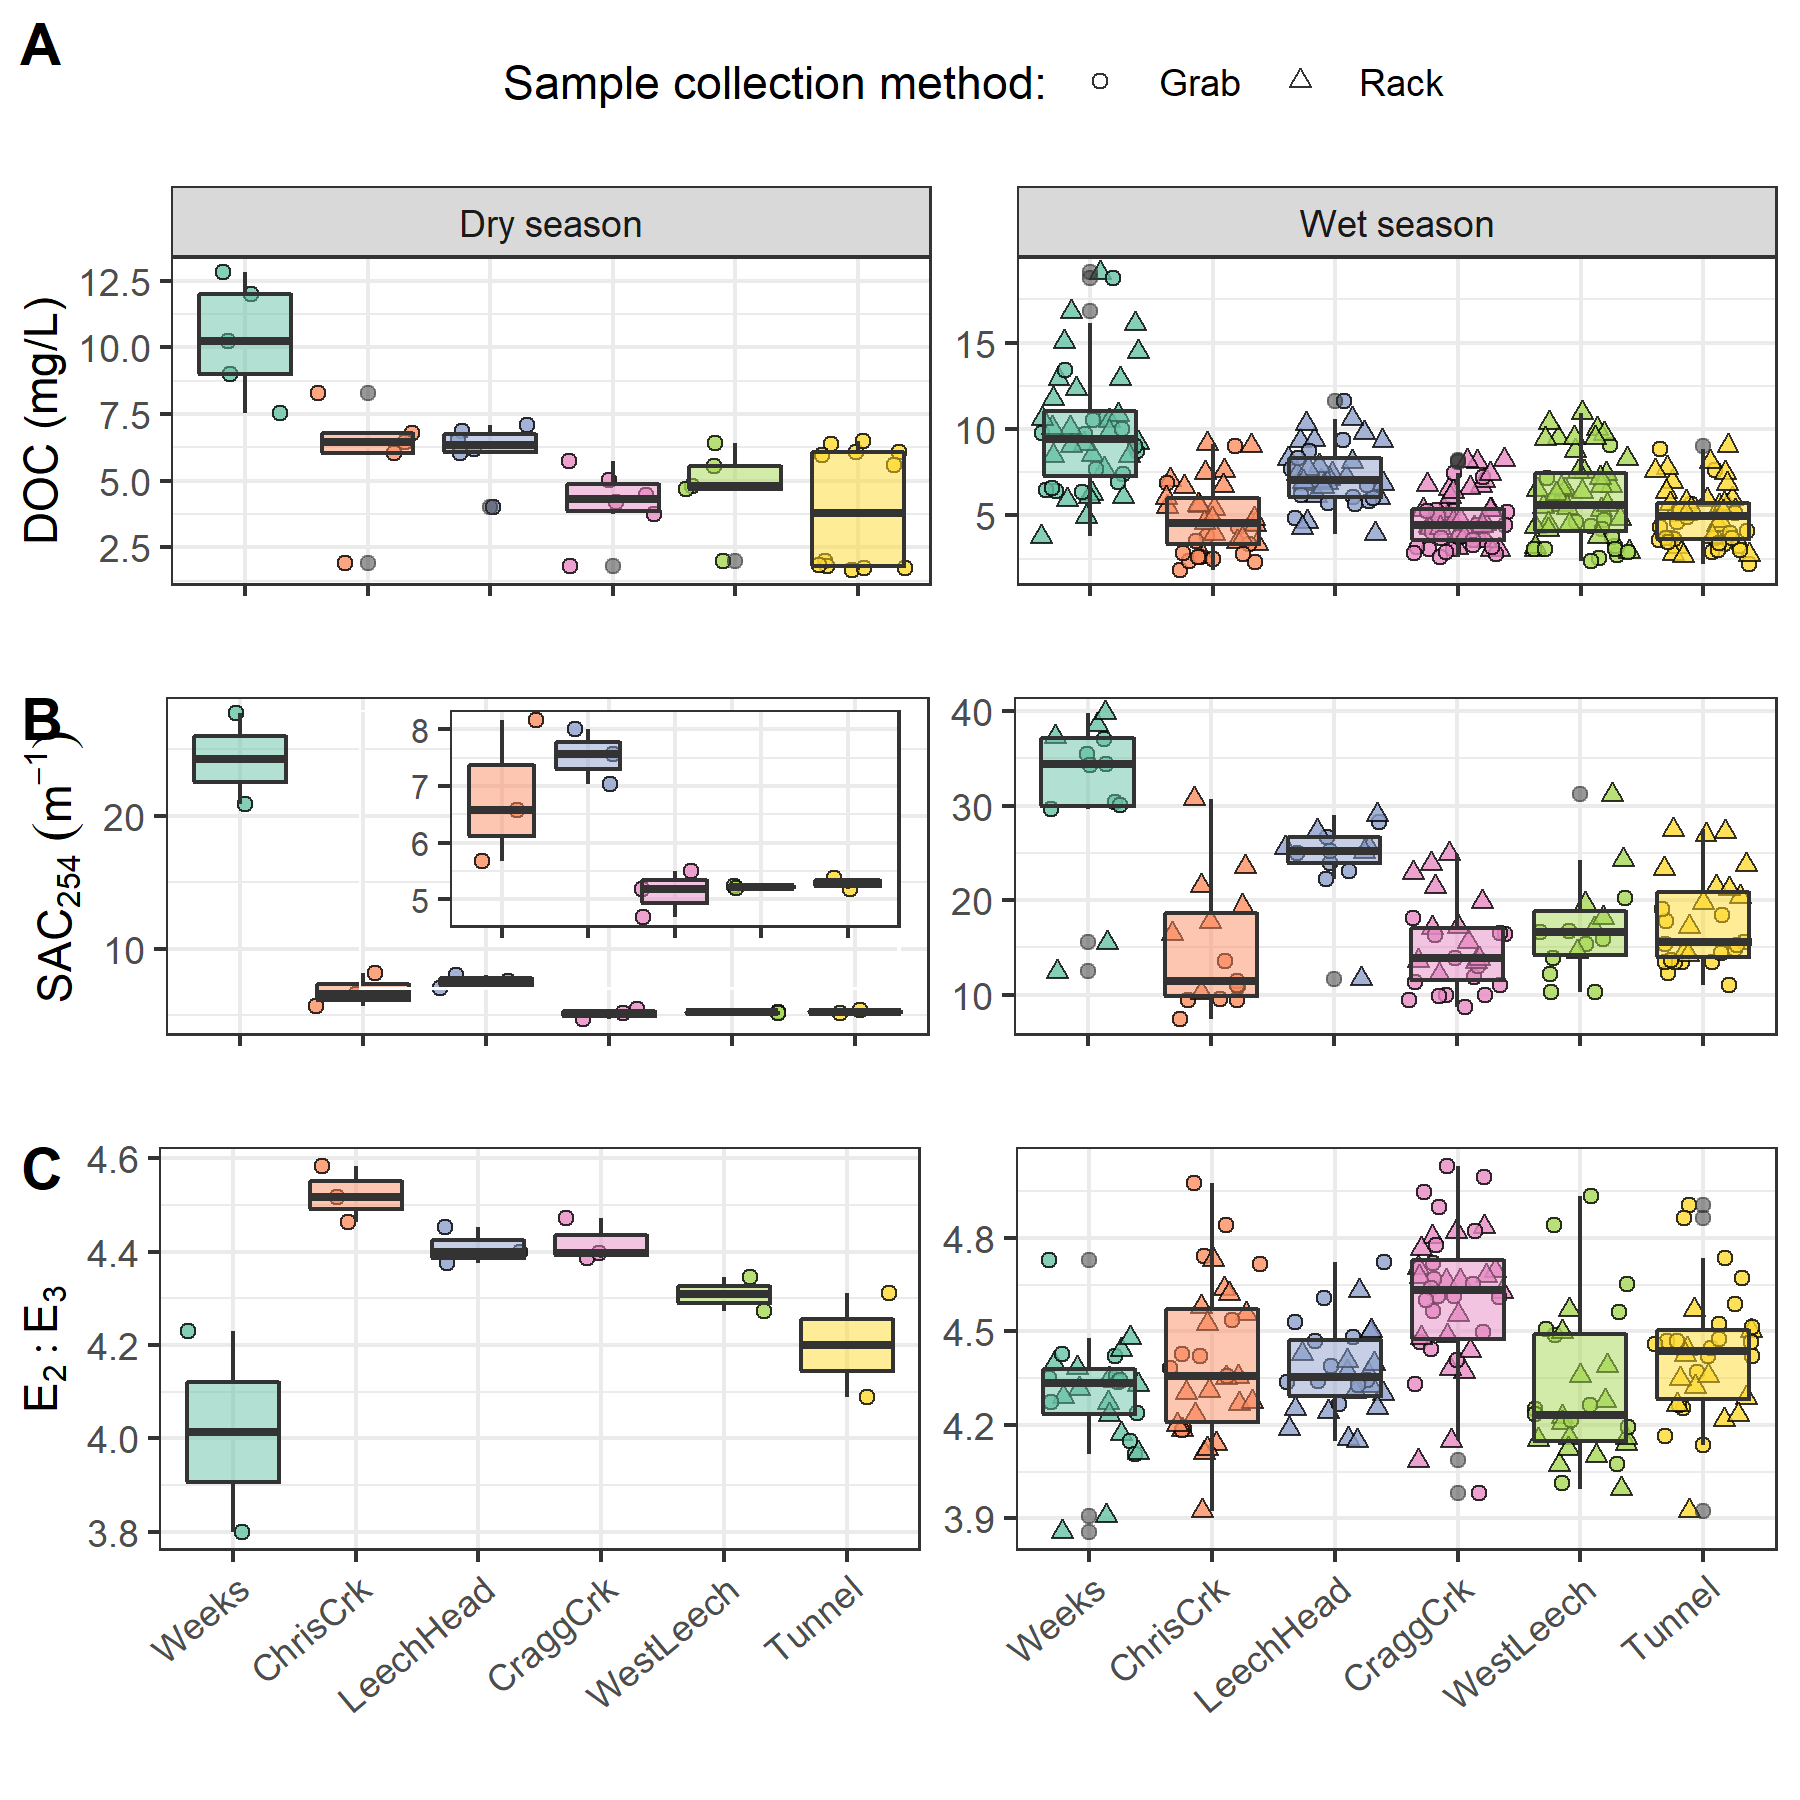 A
Sample collection method: Grab Rack
Dry season Wet season
DOC (mg/L)
12.5
10.0
7.5
5.0
2.5
15
10
5
B
SAC254 (m−1)
20
10
8
7
6
5
40
30
20
10
C
E2 : E3
4.6
4.4
4.2
4.0
3.8
4.8
4.5
4.2
3.9
Weeks ChrisCrk LeechHead CraggCrk WestLeech Tunnel
Weeks ChrisCrk LeechHead CraggCrk WestLeech Tunnel